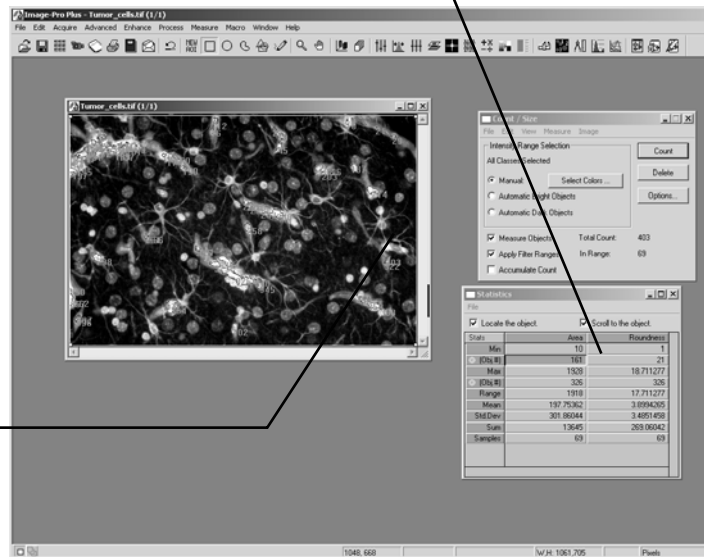 Image-Pro Plus - Tumor_cells.tif (1/1)
File Edit Acquire Advanced Enhance Process Measure Macro Window Help
Tumor_cells.tif (1/1)
Count / Size
File Edit View Measure Image
Intensity Range Selection
All Classes Selected
Manual: Select Colors ...
Automatic Bright Objects
Automatic Dark Objects
Count
Delete
Options...
Measure Objects Total Count: 403
Apply Filter Ranges In Range: 69
Accumulate Count
Statistics
File
Locate the object. Scroll to the object.
Stats Area Roundness
Min 10 1
(Obj.#) 161 21
Max 1928 18.711277
(Obj.#) 326 326
Range 1918 17.711277
Mean 197.75362 3.8994265
Std.Dev 301.86044 3.4851458
Sum 13645 269.06042
Samples 69 69
1048, 668 W,H: 1061,705 Pixels